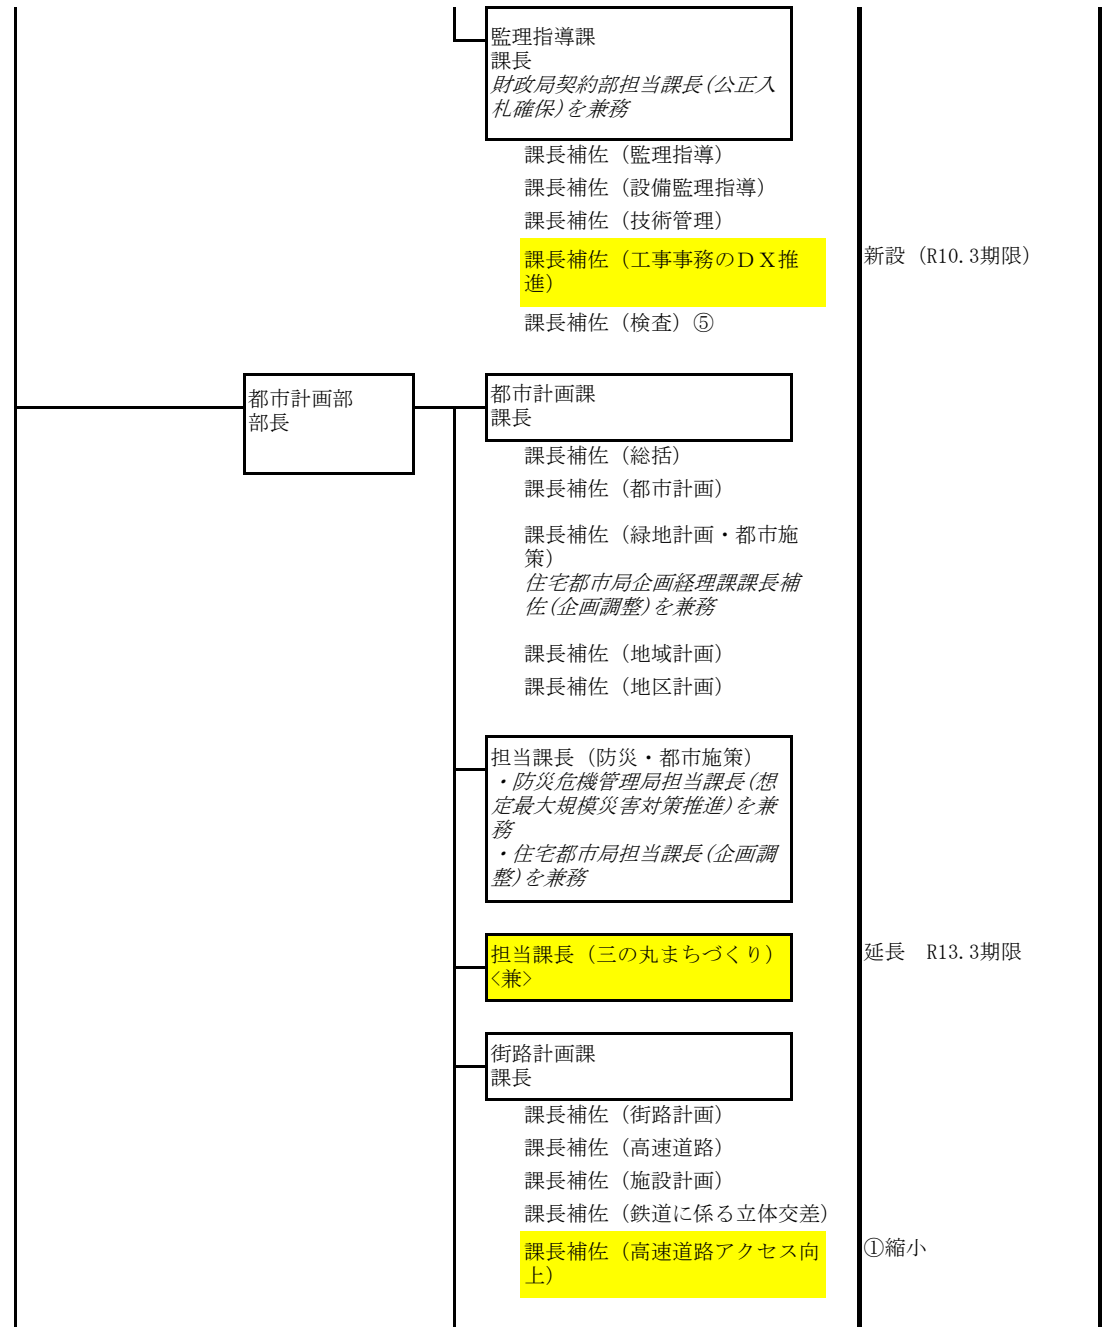 監理指導課
課長
財政局契約部担当課長(公正入
札確保)を兼務
課長補佐（監理指導）
課長補佐（設備監理指導）
課長補佐（技術管理）
課長補佐（工事事務のＤＸ推
進）
新設（R10.3期限）
課長補佐（検査）⑤
都市計画部
部長
都市計画課
課長
課長補佐（総括）
課長補佐（都市計画）
課長補佐（緑地計画・都市施
策）
住宅都市局企画経理課課長補
佐(企画調整)を兼務
課長補佐（地域計画）
課長補佐（地区計画）
担当課長（防災・都市施策）
・防災危機管理局担当課長(想
定最大規模災害対策推進)を兼
務
・住宅都市局担当課長(企画調
整)を兼務
担当課長（三の丸まちづくり）
<兼>
延長　R13.3期限
街路計画課
課長
課長補佐（街路計画）
課長補佐（高速道路）
課長補佐（施設計画）
課長補佐（鉄道に係る立体交差）
課長補佐（高速道路アクセス向
上）
①縮小